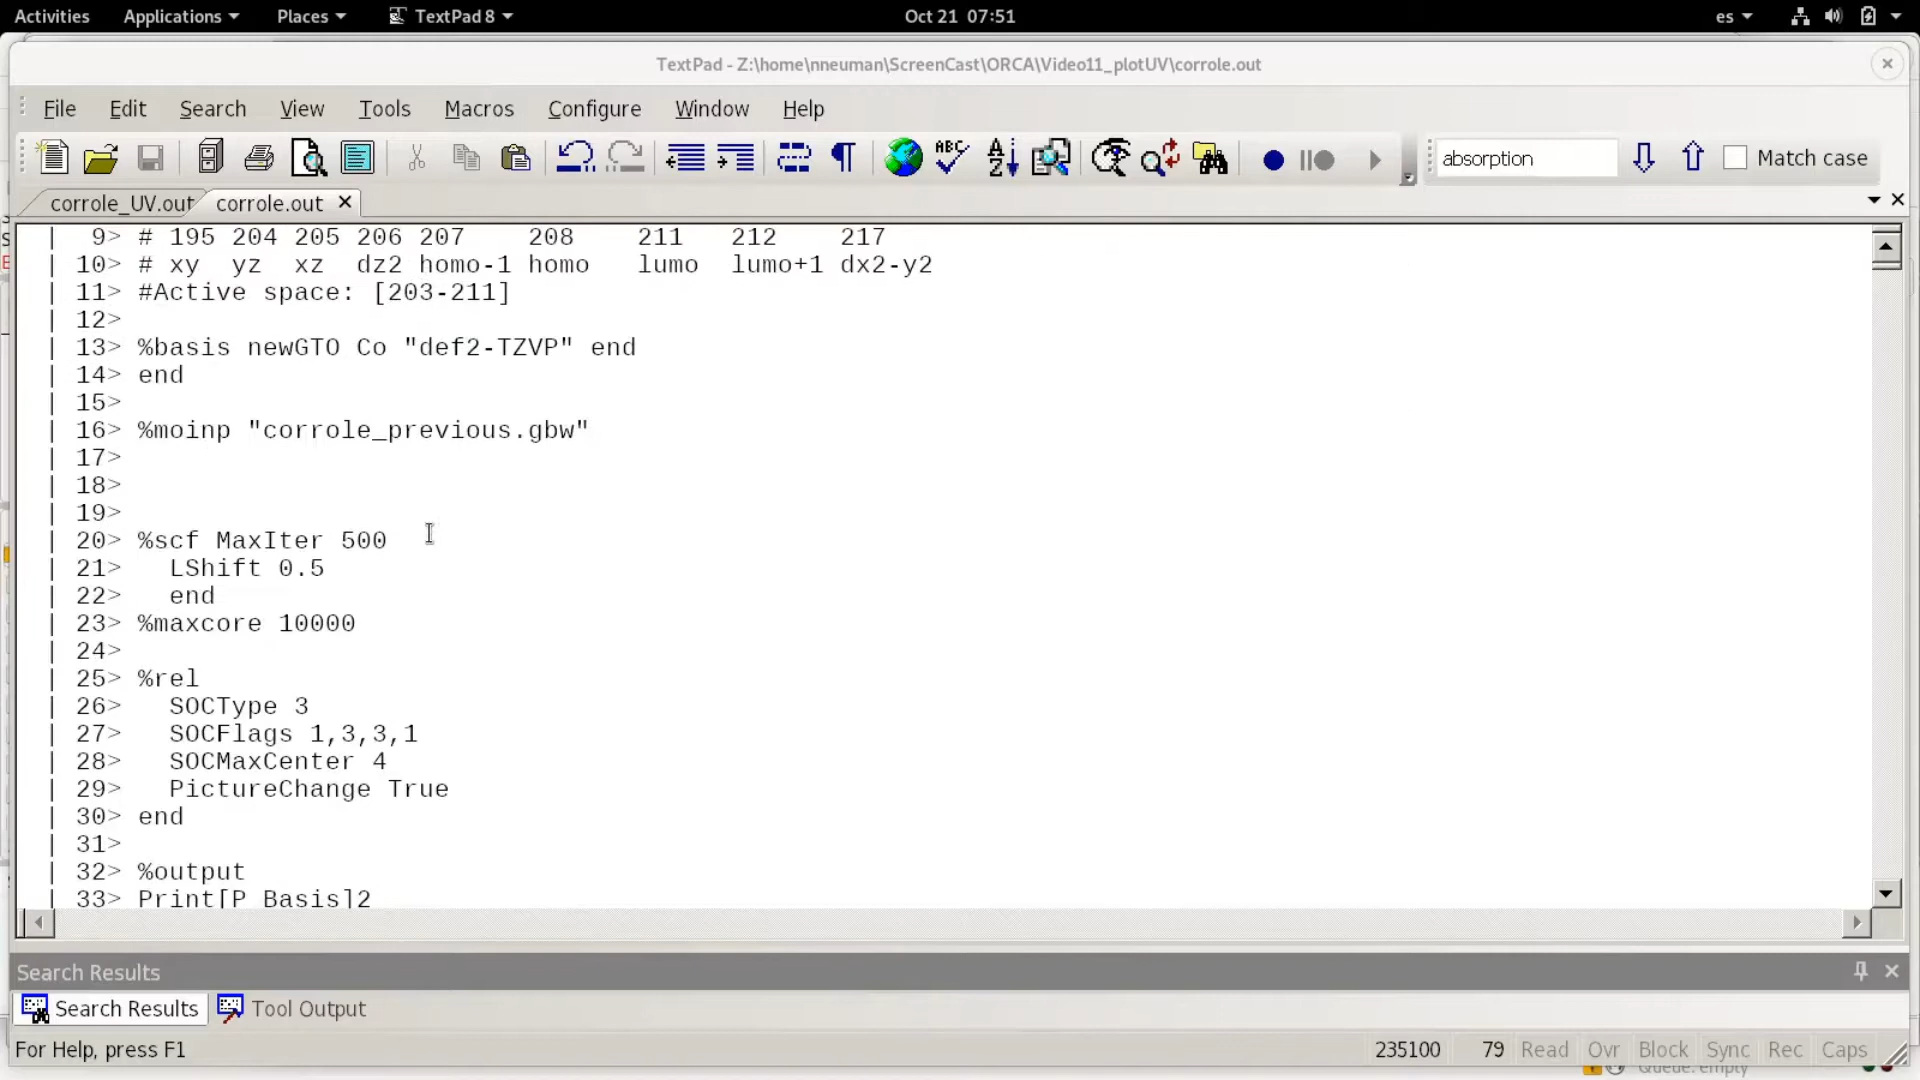 Activities Applications Places TextPad 8 Oct 21 07:51 es
TextPad - Z:\home\nneuman\ScreenCast\ORCA\Video11_plotUV\corrole.out
File Edit Search View Tools Macros Configure Window Help
absorption Match case
corrole_UV.out corrole.out
| 9> # 195 204 205 206 207 208 211 212 217
| 10> # xy yz xz dz2 homo-1 homo lumo lumo+1 dx2-y2
| 11> #Active space: [203-211]
| 12>
| 13> %basis newGTO Co "def2-TZVP" end
| 14> end
| 15>
| 16> %moinp "corrole_previous.gbw"
| 17>
| 18>
| 19>
| 20> %scf MaxIter 500
| 21> LShift 0.5
| 22> end
| 23> %maxcore 10000
| 24>
| 25> %rel
| 26> SOCType 3
| 27> SOCFlags 1,3,3,1
| 28> SOCMaxCenter 4
| 29> PictureChange True
| 30> end
| 31>
| 32> %output
| 33> Print[P_Basis]2
Search Results
Search Results Tool Output
For Help, press F1 235100 79 Read Ovr Block Sync Rec Caps
Queue: empty